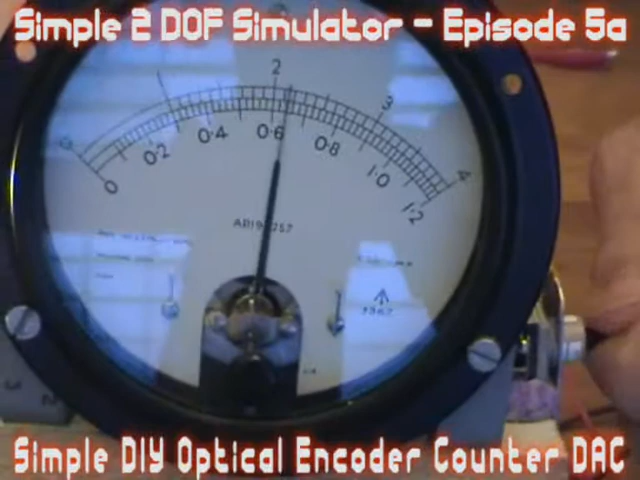 Simple 2 DOF Simulator - Episode 5a
0 1 2 3 4
0 0·2 0·4 0·6 0·8 1·0 1·2
Simple DIY Optical Encoder Counter DAC